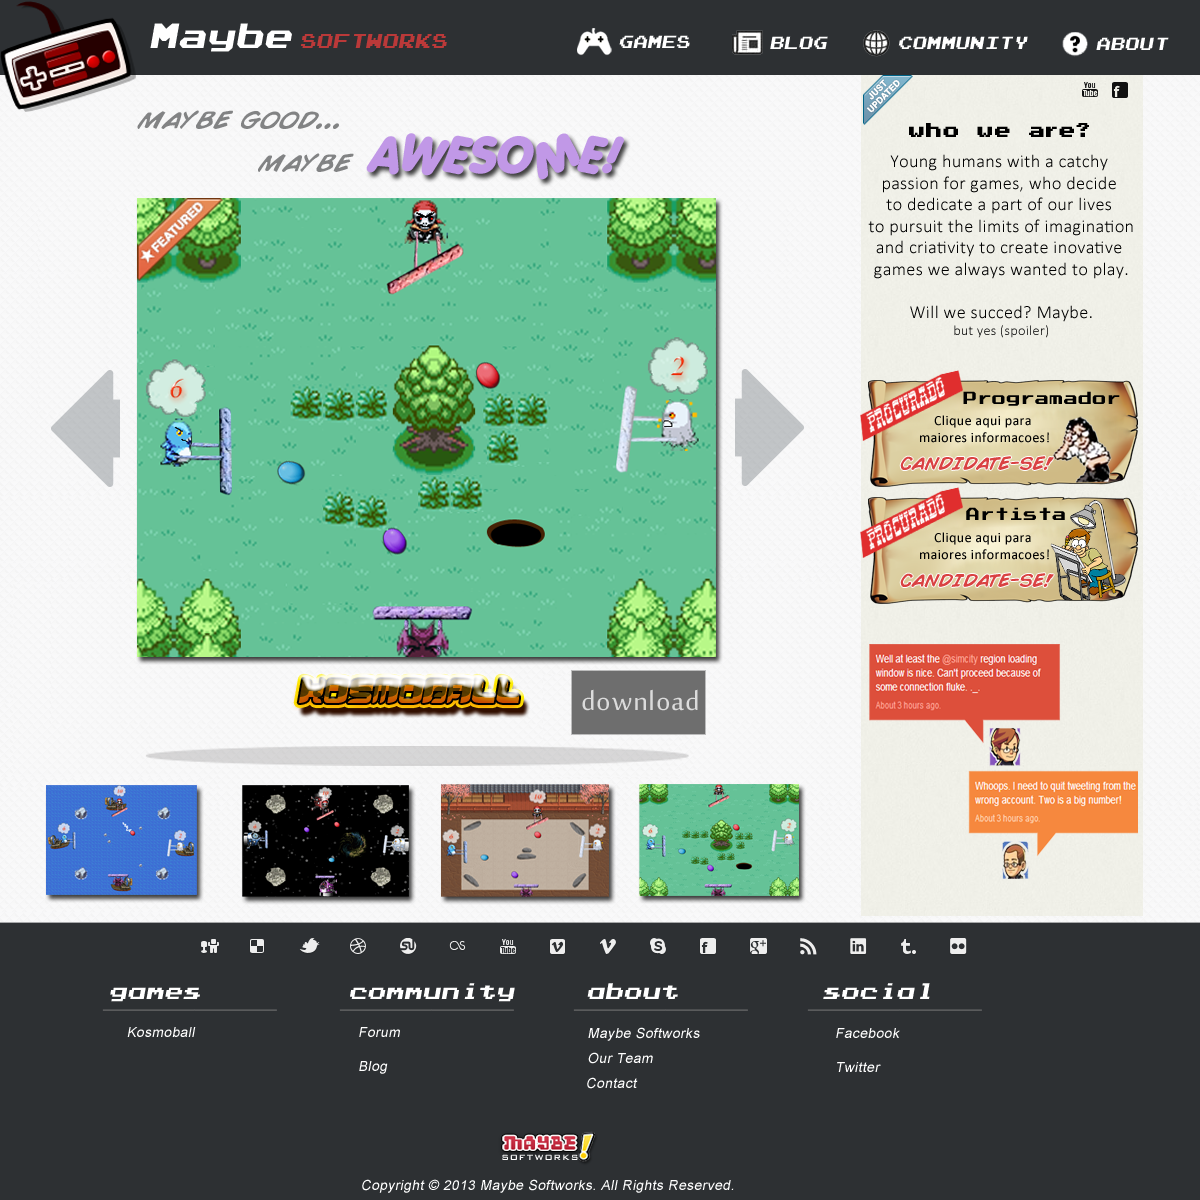 Maybe SOFTWORKS
GAMES
BLOG
COMMUNITY
ABOUT
MAYBE GOOD...
MAYBE AWESOME!
FEATURED
6
2
KOSMOBALL
download
JUST UPDATED
You Tube
who we are?
Young humans with a catchy
passion for games, who decide
to dedicate a part of our lives
to pursuit the limits of imagination
and criativity to create inovative
games we always wanted to play.
Will we succed? Maybe.
but yes (spoiler)
PROCURADO
Programador
Clique aqui para
maiores informacoes!
CANDIDATE-SE!
PROCURADO
Artista
Clique aqui para
maiores informacoes!
CANDIDATE-SE!
Well at least the @simcity region loading
window is nice. Can't proceed because of
some connection fluke. ._.
About 3 hours ago.
Whoops. I need to quit tweeting from the
wrong account. Two is a big number!
About 3 hours ago.
You Tube
games
Kosmoball
community
Forum
Blog
about
Maybe Softworks
Our Team
Contact
social
Facebook
Twitter
MAYBE!
SOFTWORKS
Copyright © 2013 Maybe Softworks. All Rights Reserved.